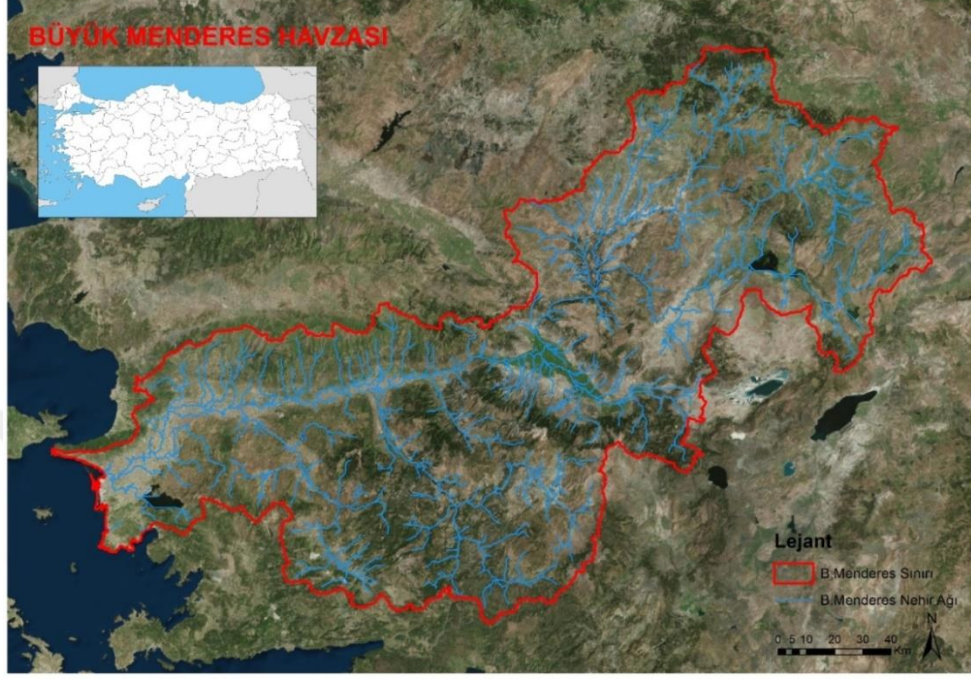 BÜYÜK MENDERES HAVZASI
Lejant
B.Menderes Sınırı
B.Menderes Nehir Ağı
N
0 5 10 20 30 40
Km